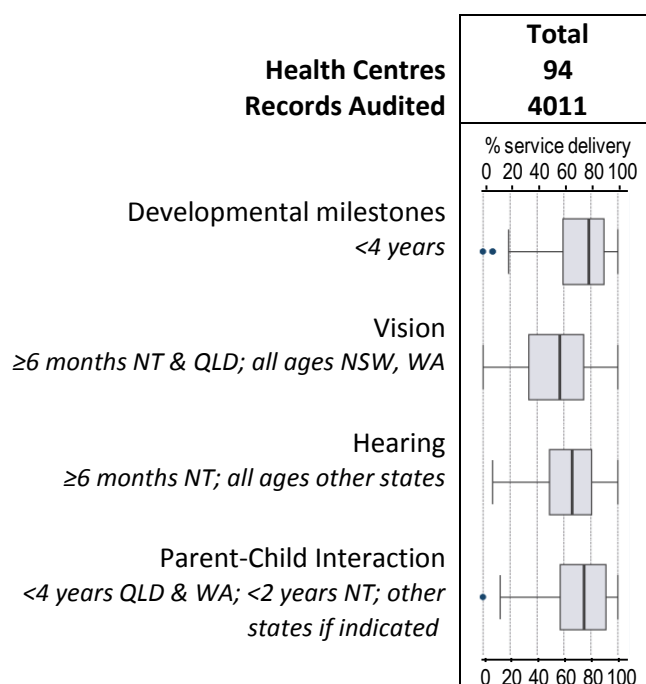 Total
Health Centres 94
Records Audited 4011
% service delivery
0 20 40 60 80 100
Developmental milestones
<4 years
Vision
≥6 months NT & QLD; all ages NSW, WA
Hearing
≥6 months NT; all ages other states
Parent-Child Interaction
<4 years QLD & WA; <2 years NT; other
states if indicated
0 20 40 60 80 100